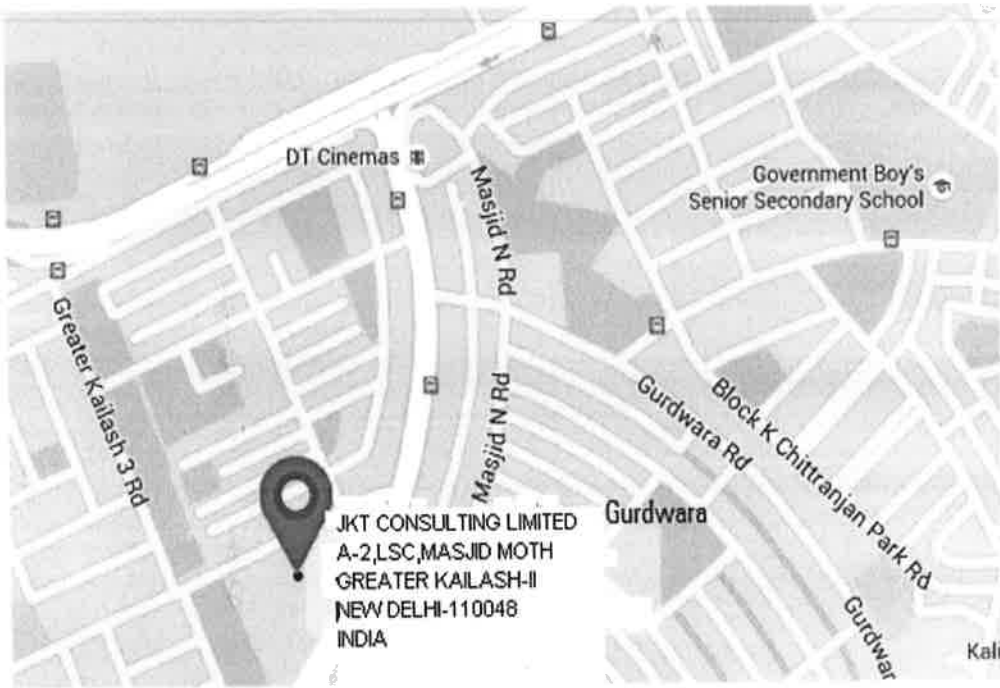 DT Cinemas
Masjid N Rd
Government Boy's
Senior Secondary School
Greater Kailash 3 Rd
Masjid N Rd
Gurdwara Rd
Block K Chittranjan Park Rd
Gurdwara
JKT CONSULTING LIMITED
A-2,LSC,MASJID MOTH
GREATER KAILASH-II
NEW DELHI-110048
INDIA
Gurdwar
Kali